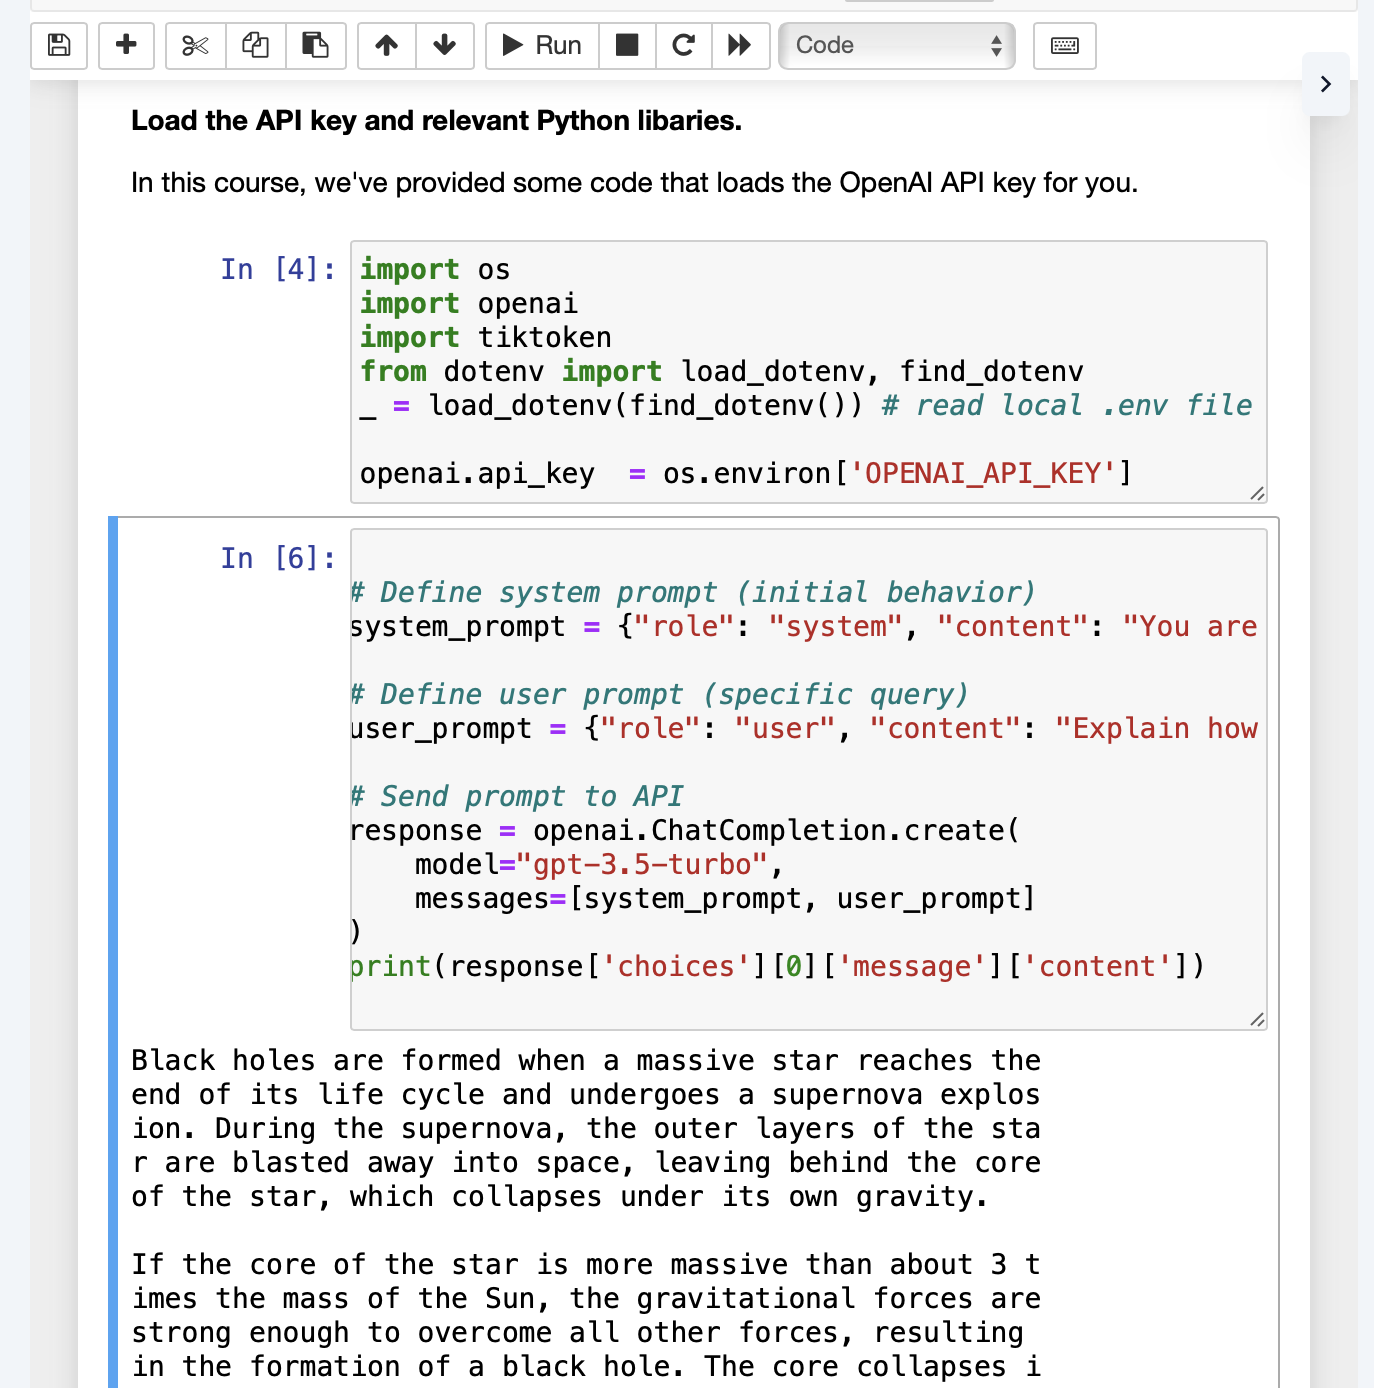 Run
Code
Load the API key and relevant Python libaries.
In this course, we've provided some code that loads the OpenAI API key for you.
In [4]:
import os
import openai
import tiktoken
from dotenv import load_dotenv, find_dotenv
_ = load_dotenv(find_dotenv()) # read local .env file
openai.api_key  = os.environ['OPENAI_API_KEY']
In [6]:
# Define system prompt (initial behavior)
system_prompt = {"role": "system", "content": "You are
# Define user prompt (specific query)
user_prompt = {"role": "user", "content": "Explain how
# Send prompt to API
response = openai.ChatCompletion.create(
    model="gpt-3.5-turbo",
    messages=[system_prompt, user_prompt]
)
print(response['choices'][0]['message']['content'])
Black holes are formed when a massive star reaches the
end of its life cycle and undergoes a supernova explos
ion. During the supernova, the outer layers of the sta
r are blasted away into space, leaving behind the core
of the star, which collapses under its own gravity.
If the core of the star is more massive than about 3 t
imes the mass of the Sun, the gravitational forces are
strong enough to overcome all other forces, resulting
in the formation of a black hole. The core collapses i